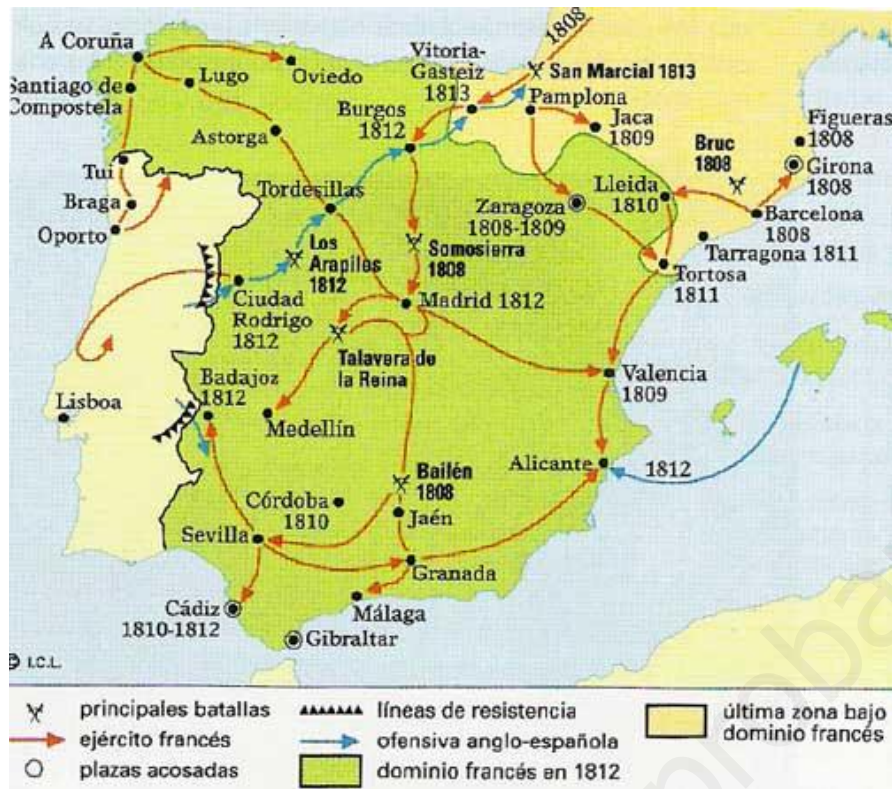 1808
A Coruña
Oviedo
Vitoria-
Gasteiz
1813
San Marcial 1813
Santiago de
Compostela
Lugo
Burgos
1812
Pamplona
Jaca
1809
Figueras
1808
Astorga
Bruc
1808
Girona
1808
Tui
Braga
Oporto
Tordesillas
Zaragoza
1808-1809
Lleida
1810
Barcelona
1808
Tarragona 1811
Los
Arapiles
1812
Somosierra
1808
Tortosa
1811
Ciudad
Rodrigo
1812
Madrid 1812
Talavera de
la Reina
Valencia
1809
Lisboa
Badajoz
1812
Medellín
Alicante
1812
Bailén
1808
Córdoba
1810
Jaén
Sevilla
Granada
Cádiz
1810-1812
Málaga
Gibraltar
© I.C.L.
principales batallas
líneas de resistencia
última zona bajo
dominio francés
ejército francés
ofensiva anglo-española
plazas acosadas
dominio francés en 1812